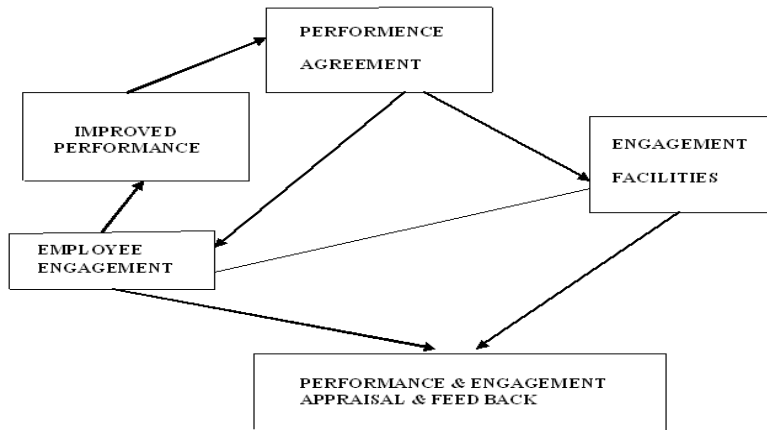 PERFORMENCE
AGREEMENT
IMPROVED
PERFORMANCE
ENGAGEMENT
FACILITIES
EMPLOYEE
ENGAGEMENT
PERFORMANCE & ENGAGEMENT
APPRAISAL & FEED BACK